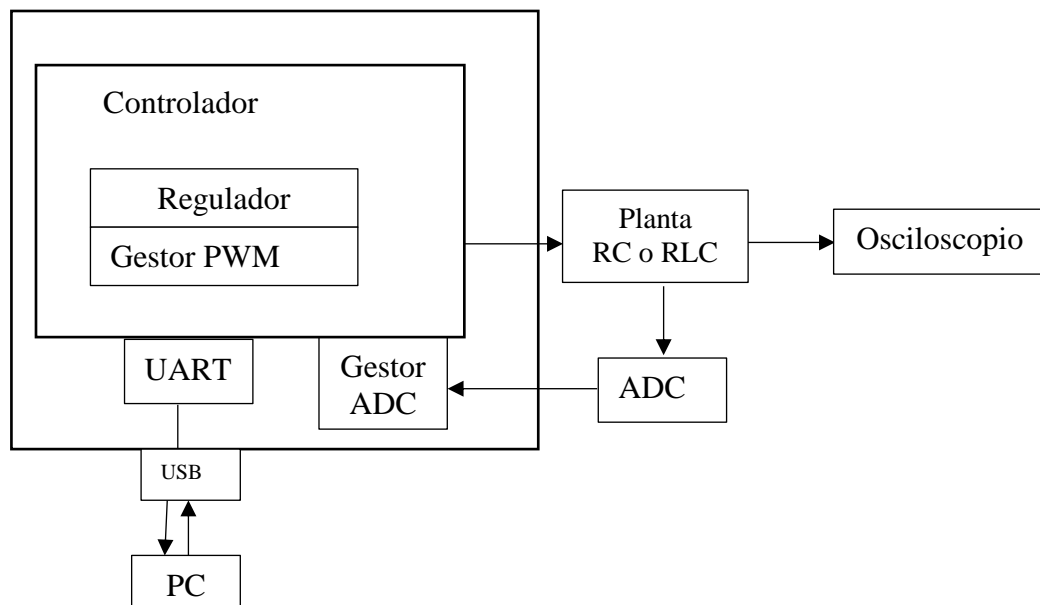 Controlador
Regulador
Gestor PWM
Planta
RC o RLC
Osciloscopio
UART
Gestor
ADC
ADC
USB
PC